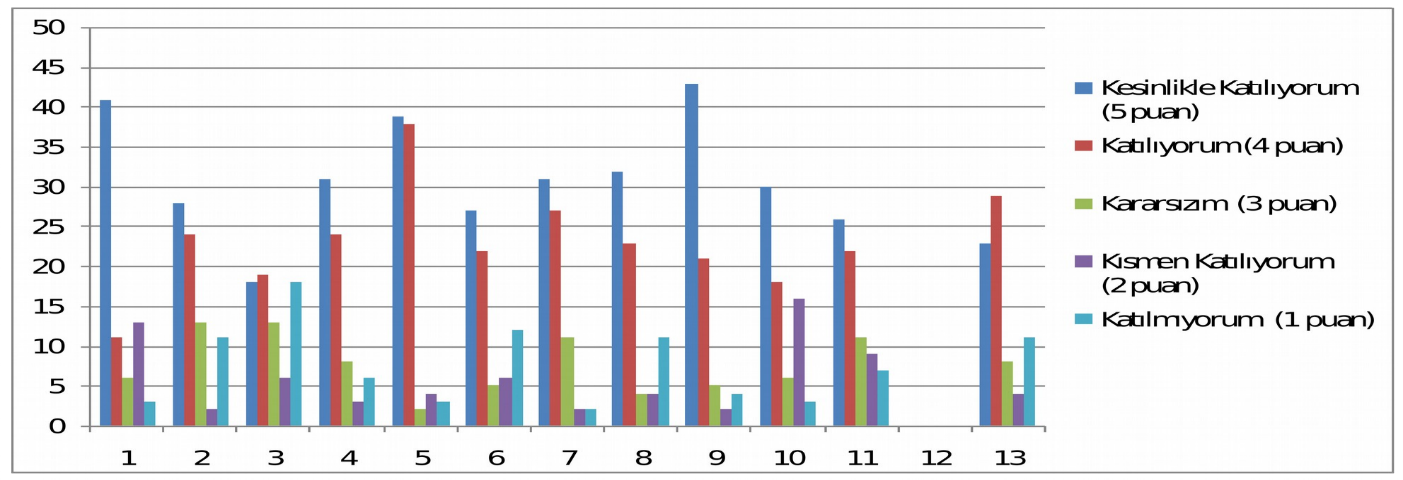 50
45
40
35
30
25
20
15
10
5
0
1 2 3 4 5 6 7 8 9 10 11 12 13
Kesinlikle Katılıyorum
(5 puan)
Katılıyorum (4 puan)
Kararsızım (3 puan)
Kısmen Katılıyorum
(2 puan)
Katılmıyorum (1 puan)